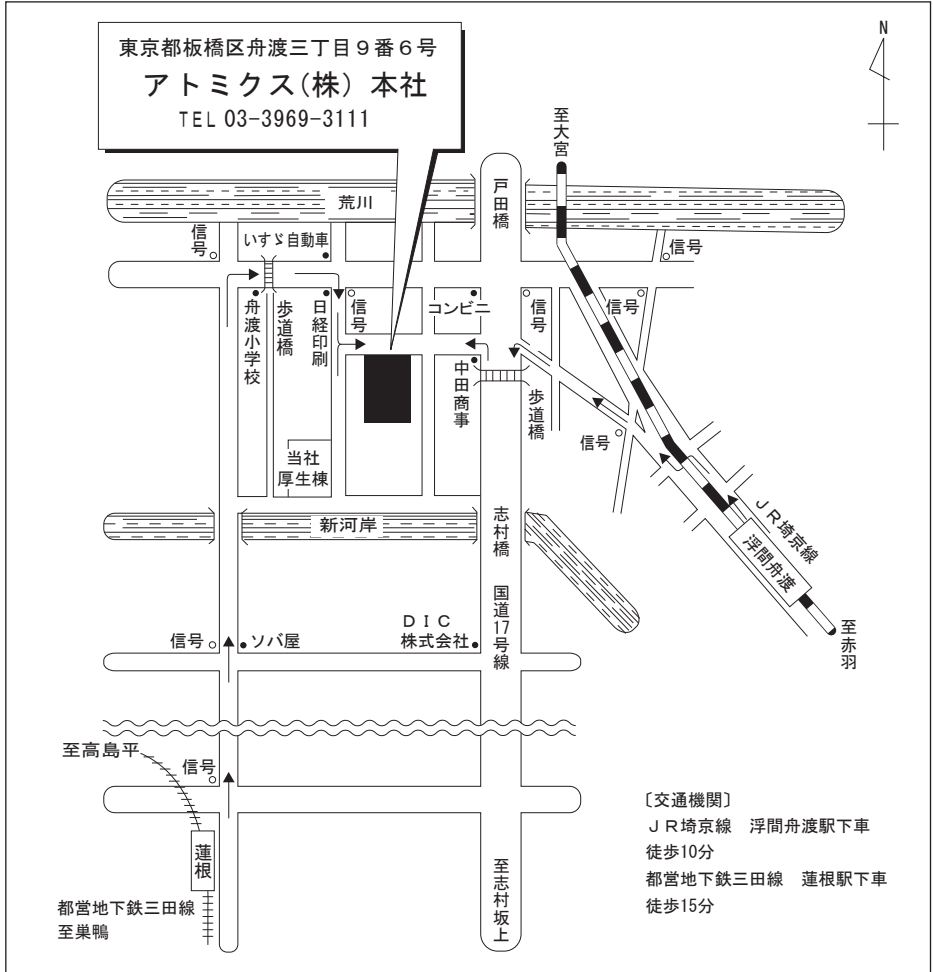 東京都板橋区舟渡三丁目9番6号
アトミクス(株) 本社
TEL 03-3969-3111
N
至大宮
戸田橋
荒川
信号
いすゞ自動車
信号
舟渡小学校
歩道橋
日経印刷
信号
コンビニ
信号
信号
中田商事
歩道橋
信号
当社
厚生棟
新河岸
志村橋
JR埼京線
浮間舟渡
至赤羽
国道17号線
DIC
株式会社
信号
ソバ屋
至高島平
信号
蓮根
都営地下鉄三田線
至巣鴨
至志村坂上
〔交通機関〕
JR埼京線 浮間舟渡駅下車
徒歩10分
都営地下鉄三田線 蓮根駅下車
徒歩15分